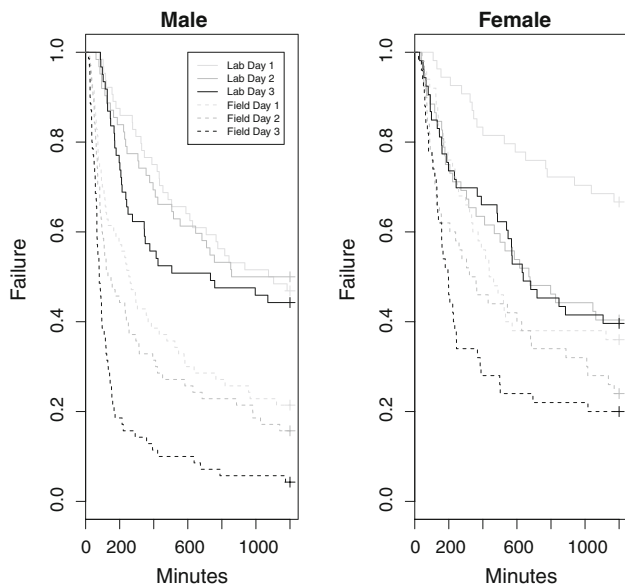 Male
Female
Failure
1.0
0.8
0.6
0.4
0.2
0.0
Lab Day 1
Lab Day 2
Lab Day 3
Field Day 1
Field Day 2
Field Day 3
0 200 600 1000
Minutes
Failure
1.0
0.8
0.6
0.4
0.2
0.0
0 200 600 1000
Minutes